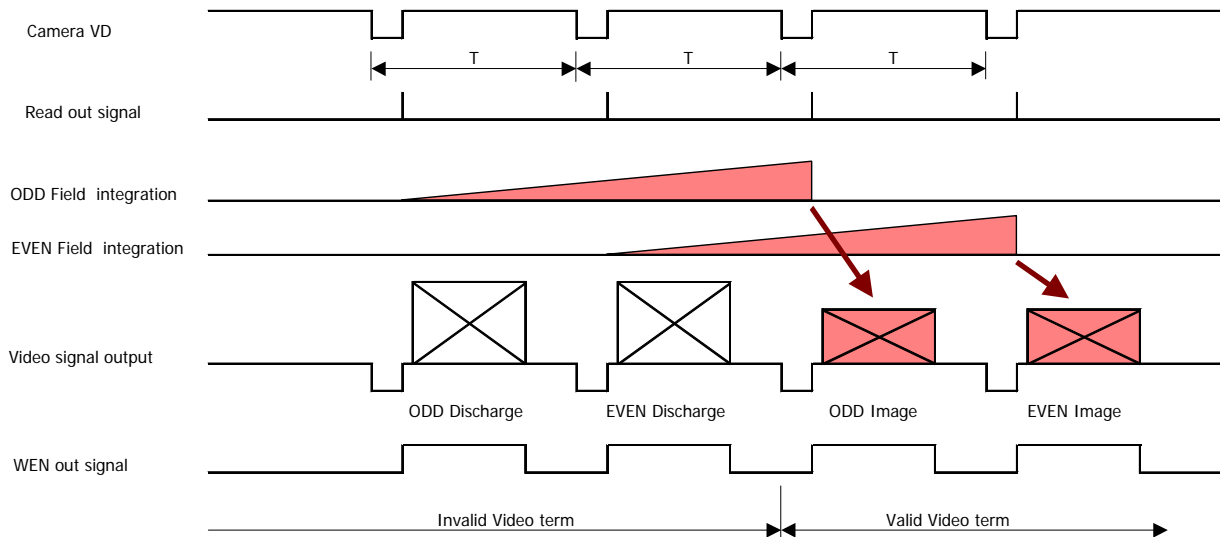 Camera VD
T T T
Read out signal
ODD Field integration
EVEN Field integration
Video signal output
ODD Discharge EVEN Discharge ODD Image EVEN Image
WEN out signal
Invalid Video term Valid Video term